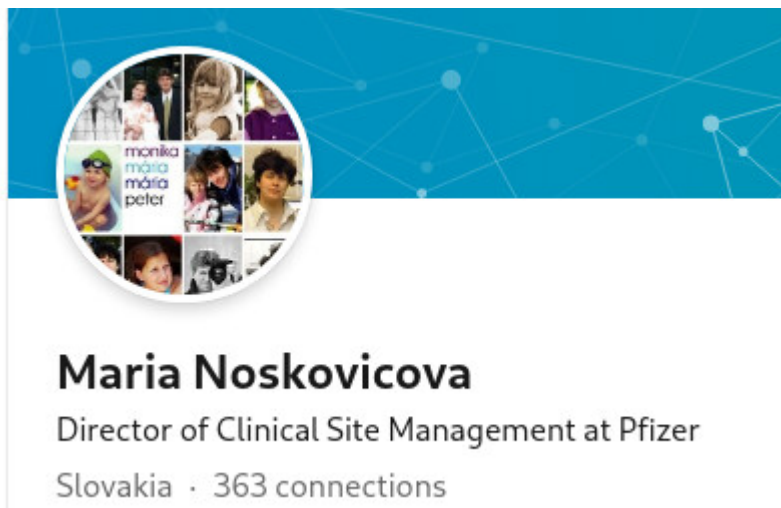 monika
mária
mária
peter
Maria Noskovicova
Director of Clinical Site Management at Pfizer
Slovakia · 363 connections